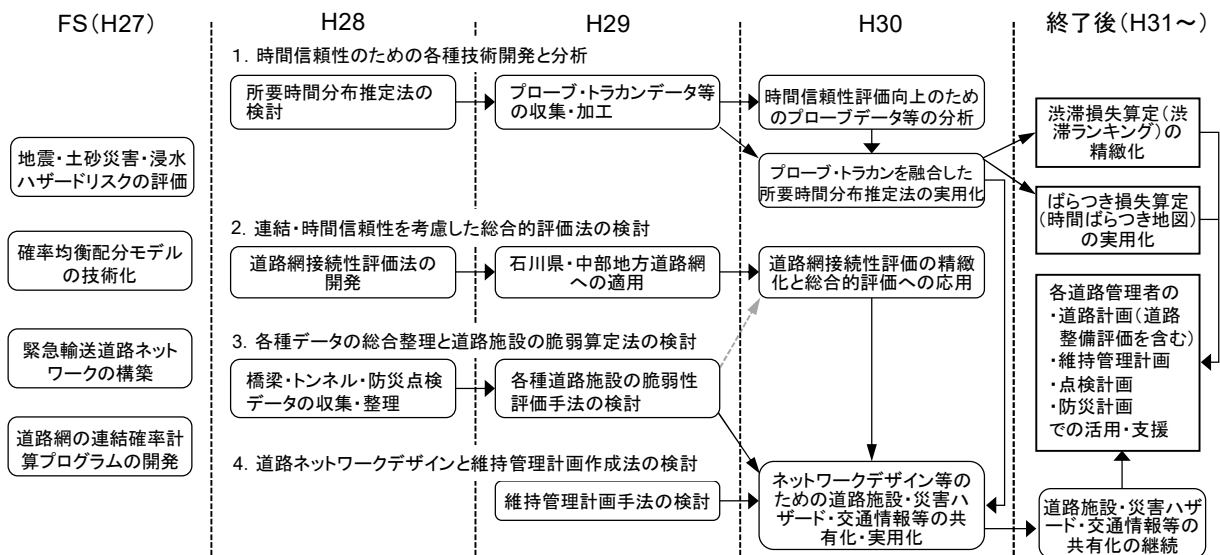 FS(H27)
H28
H29
H30
終了後(H31～)
地震・土砂災害・浸水
ハザードリスクの評価
確率均衡配分モデル
の技術化
緊急輸送道路ネット
ワークの構築
道路網の連結確率計
算プログラムの開発
1．時間信頼性のための各種技術開発と分析
所要時間分布推定法の
検討
プローブ・トラカンデータ等
の収集・加工
時間信頼性評価向上のため
のプローブデータ等の分析
プローブ・トラカンを融合した
所要時間分布推定法の実用化
2．連結・時間信頼性を考慮した総合的評価法の検討
道路網接続性評価法の
開発
石川県・中部地方道路網
への適用
道路網接続性評価の精緻
化と総合的評価への応用
3．各種データの総合整理と道路施設の脆弱算定法の検討
橋梁・トンネル・防災点検
データの収集・整理
各種道路施設の脆弱性
評価手法の検討
4．道路ネットワークデザインと維持管理計画作成法の検討
維持管理計画手法の検討
ネットワークデザイン等の
ための道路施設・災害ハ
ザード・交通情報等の共
有化・実用化
渋滞損失算定(渋
滞ランキング)の
精緻化
ばらつき損失算定
(時間ばらつき地図)
の実用化
各道路管理者の
・道路計画(道路
整備評価を含む)
・維持管理計画
・点検計画
・防災計画
での活用・支援
道路施設・災害ハザ
ード・交通情報等の
共有化の継続